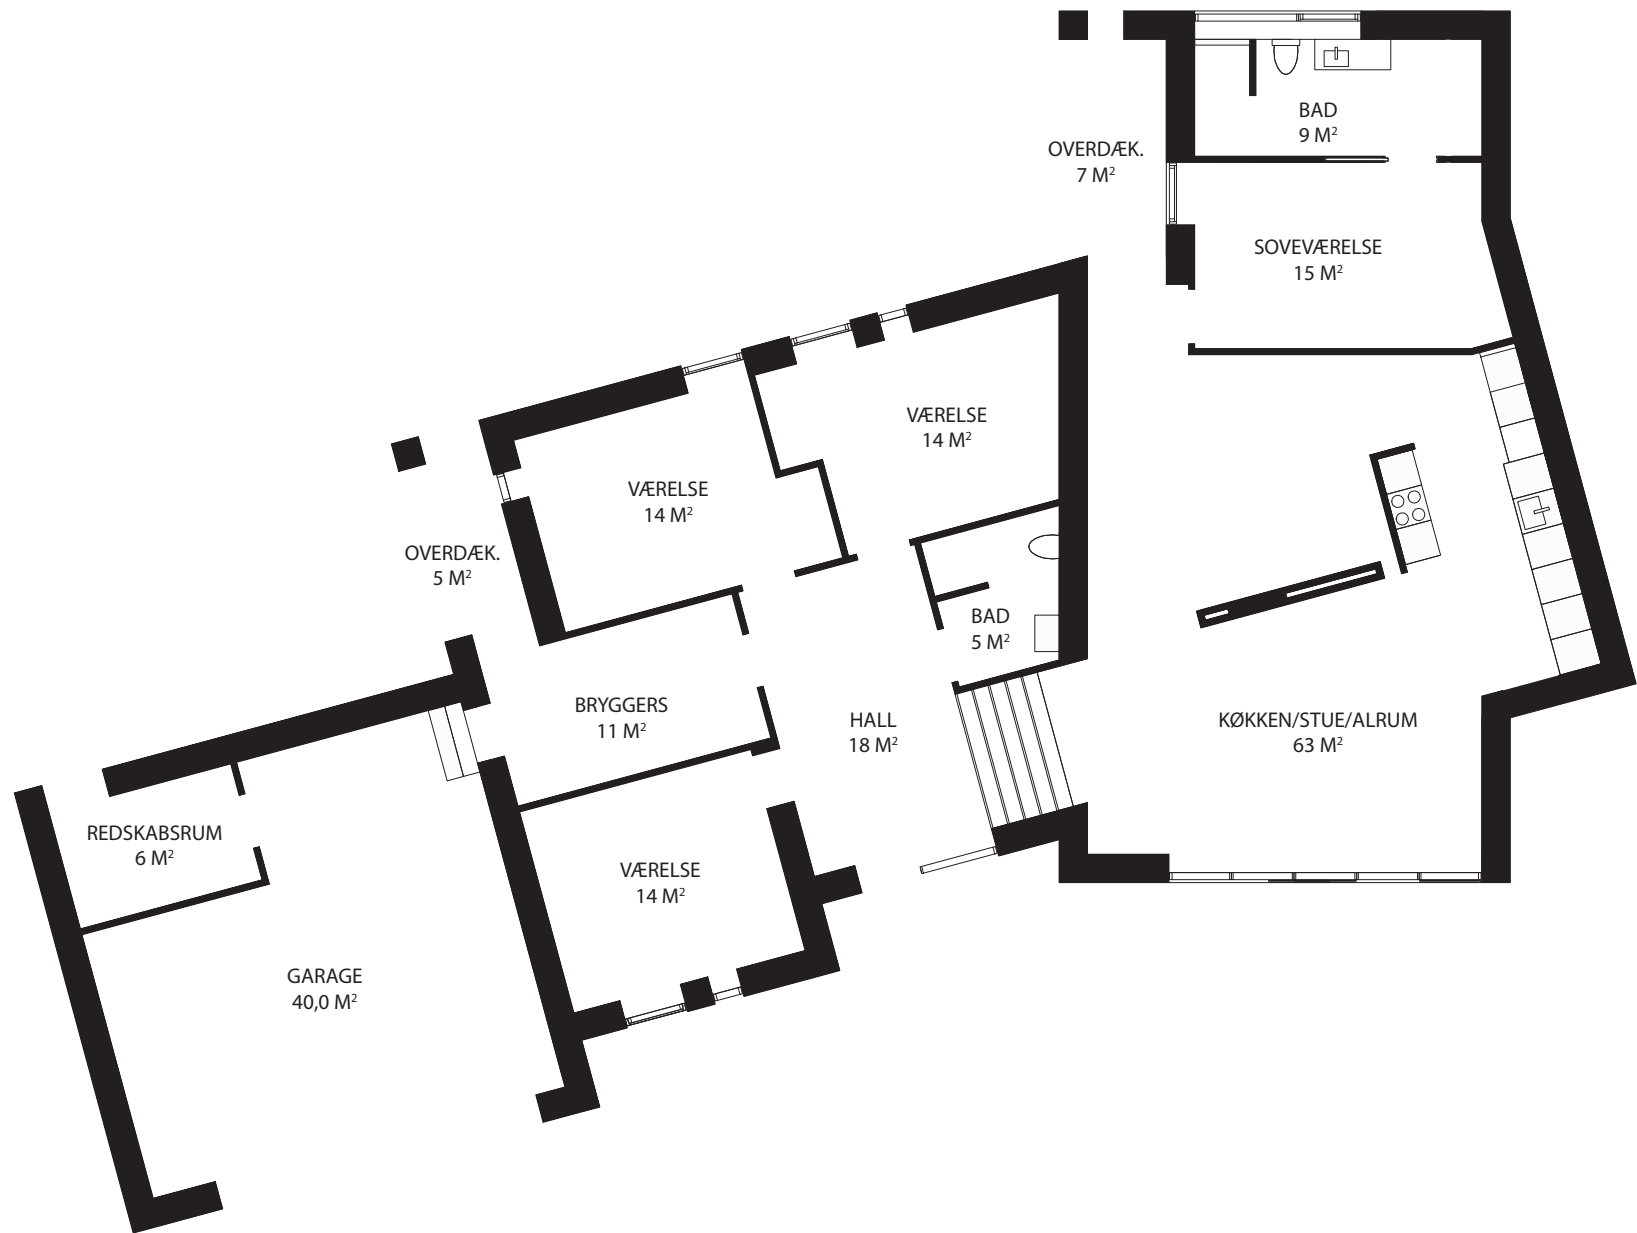 BAD
9 M²
OVERDÆK.
7 M²
SOVEVÆRELSE
15 M²
VÆRELSE
14 M²
VÆRELSE
14 M²
OVERDÆK.
5 M²
BAD
5 M²
BRYGGERS
11 M²
HALL
18 M²
KØKKEN/STUE/ALRUM
63 M²
REDSKABSRUM
6 M²
VÆRELSE
14 M²
GARAGE
40,0 M²